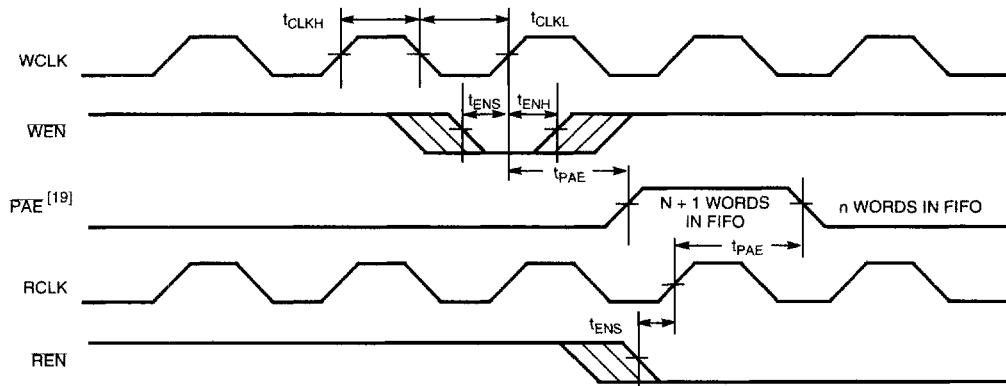 tCLKH
tCLKL
WCLK
tENS
tENH
WEN
tPAE
PAE [19]
N + 1 WORDS
IN FIFO
n WORDS IN FIFO
tPAE
RCLK
tENS
REN